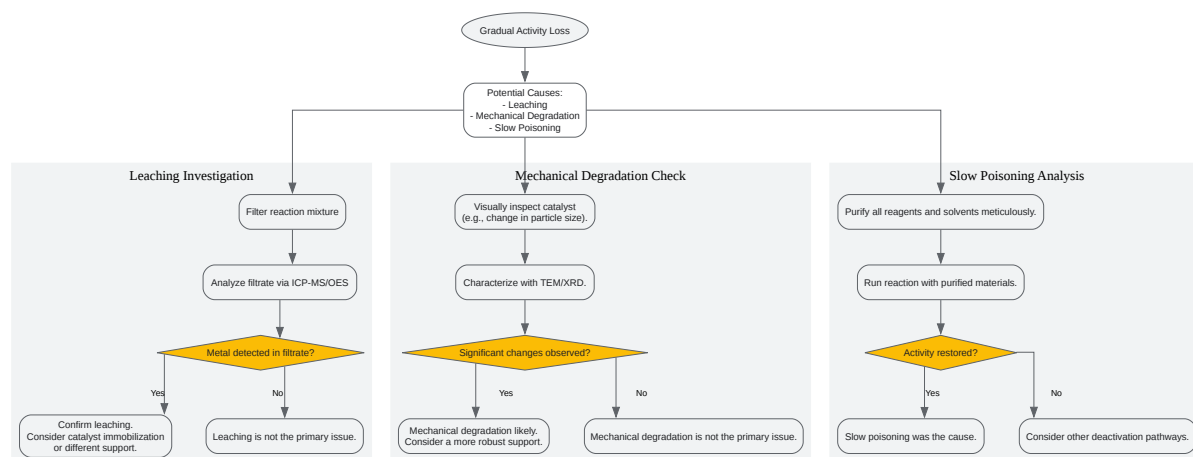 Gradual Activity Loss
Potential Causes:
- Leaching
- Mechanical Degradation
- Slow Poisoning
Leaching Investigation
Filter reaction mixture
Analyze filtrate via ICP-MS/OES
Metal detected in filtrate?
Yes
No
Confirm leaching.
Consider catalyst immobilization
or different support.
Leaching is not the primary issue.
Mechanical Degradation Check
Visually inspect catalyst
(e.g., change in particle size).
Characterize with TEM/XRD.
Significant changes observed?
Yes
No
Mechanical degradation likely.
Consider a more robust support.
Mechanical degradation is not the primary issue.
Slow Poisoning Analysis
Purify all reagents and solvents meticulously.
Run reaction with purified materials.
Activity restored?
Yes
No
Slow poisoning was the cause.
Consider other deactivation pathways.